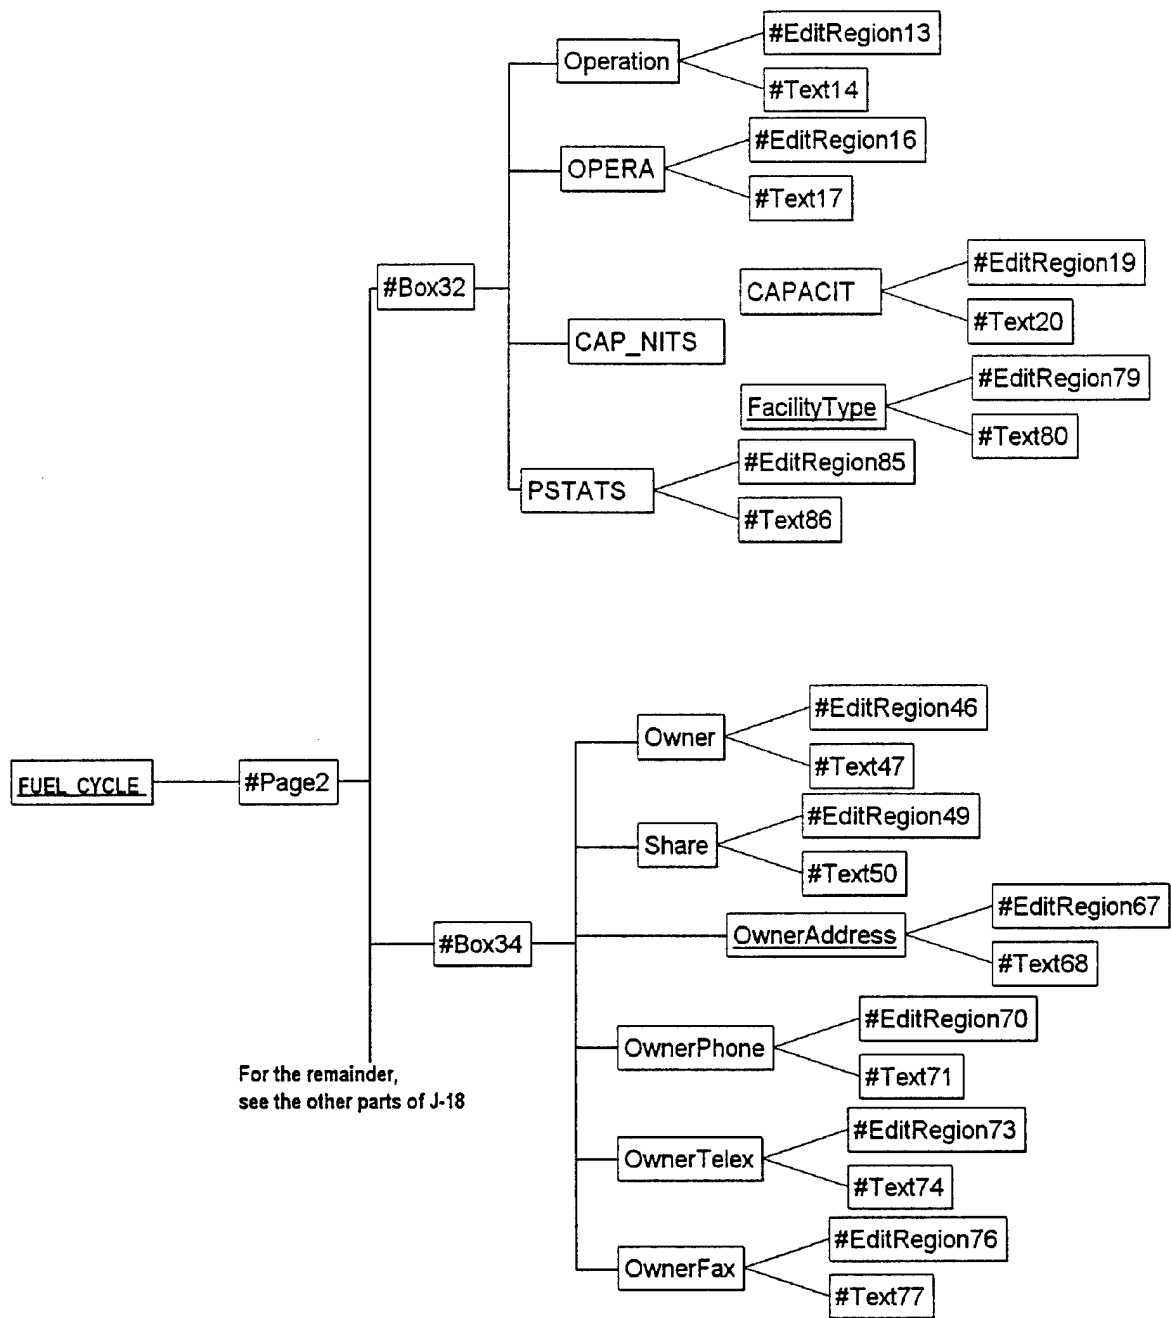 #EditRegion13
Operation
#Text14
#EditRegion16
OPERA
#Text17
#Box32
#EditRegion19
CAPACIT
#Text20
CAP_NITS
#EditRegion79
FacilityType
#Text80
#EditRegion85
PSTATS
#Text86
FUEL_CYCLE
#Page2
#EditRegion46
Owner
#Text47
#EditRegion49
Share
#Text50
#Box34
#EditRegion67
OwnerAddress
#Text68
#EditRegion70
OwnerPhone
#Text71
For the remainder,
see the other parts of J-18
#EditRegion73
OwnerTelex
#Text74
#EditRegion76
OwnerFax
#Text77